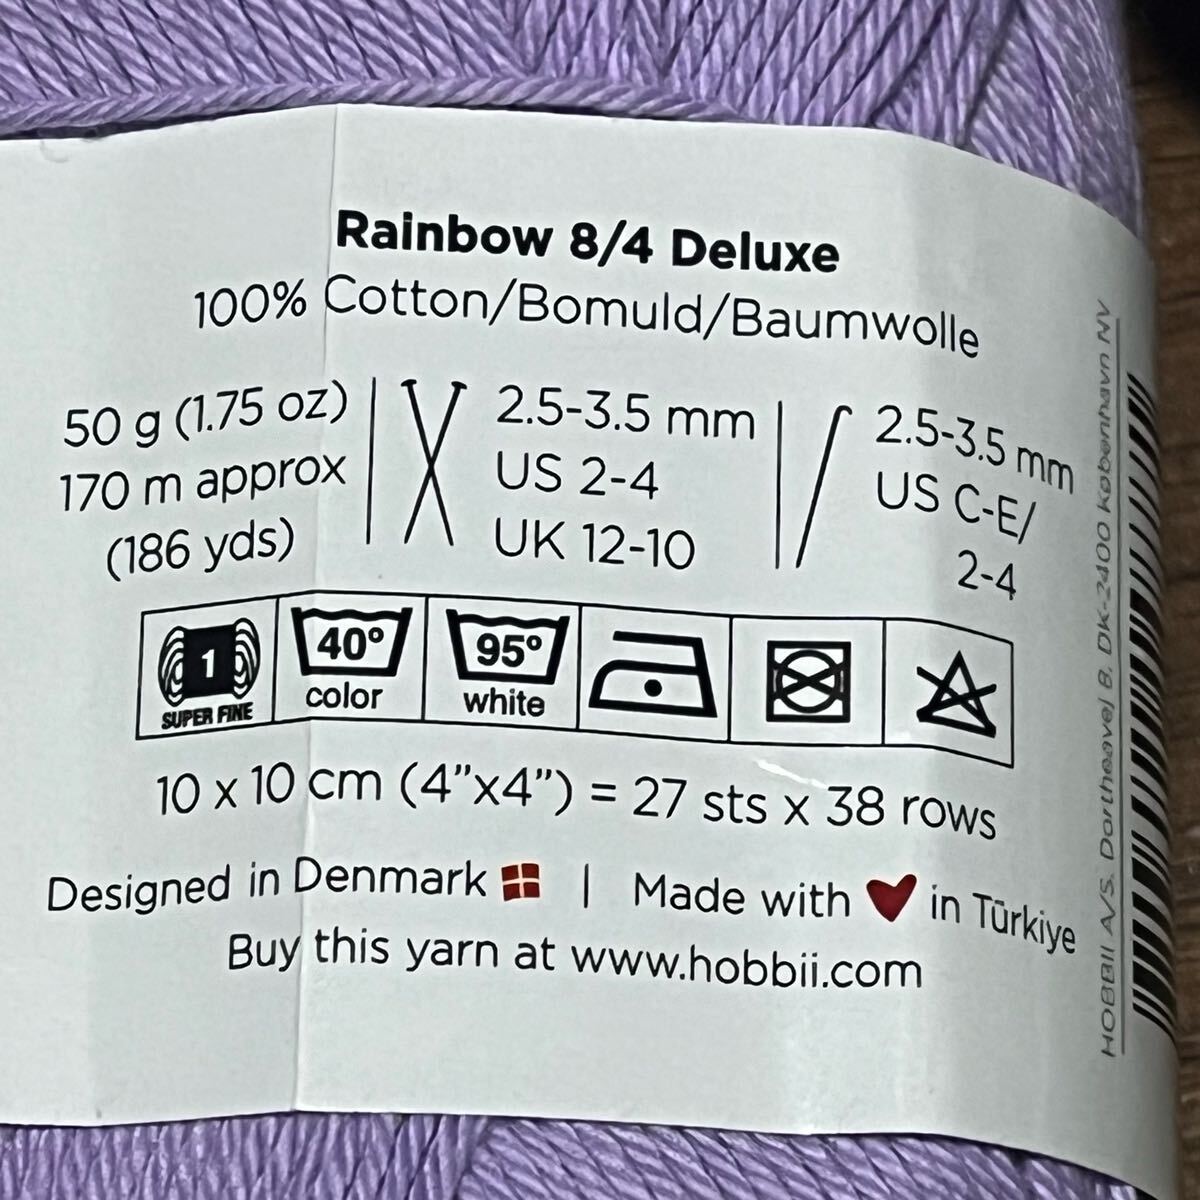 Rainbow 8/4 Deluxe
100% Cotton/Bomuld/Baumwolle
50 g (1.75 oz)
170 m approx
(186 yds)
2.5-3.5 mm
US 2-4
UK 12-10
2.5-3.5 mm
US C-E/
2-4
1
SUPER FINE
40°
color
95°
white
10 x 10 cm (4”x4”) = 27 sts x 38 rows
Designed in Denmark | Made with in Türkiye
Buy this yarn at www.hobbii.com
HOBBII A/S. Dortheavej 8. DK-2400 København NV